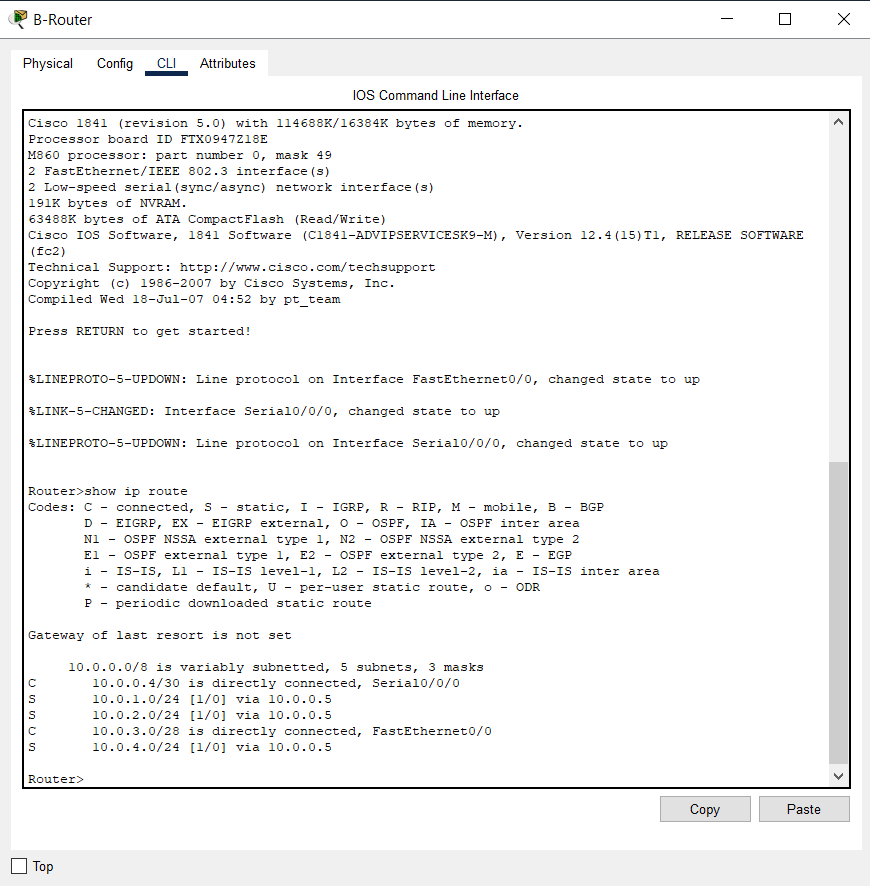 B-Router
Physical Config CLI Attributes
IOS Command Line Interface
Cisco 1841 (revision 5.0) with 114688K/16384K bytes of memory.
Processor board ID FTX0947Z18E
M860 processor: part number 0, mask 49
2 FastEthernet/IEEE 802.3 interface(s)
2 Low-speed serial(sync/async) network interface(s)
191K bytes of NVRAM.
63488K bytes of ATA CompactFlash (Read/Write)
Cisco IOS Software, 1841 Software (C1841-ADVIPSERVICESK9-M), Version 12.4(15)T1, RELEASE SOFTWARE
(fc2)
Technical Support: http://www.cisco.com/techsupport
Copyright (c) 1986-2007 by Cisco Systems, Inc.
Compiled Wed 18-Jul-07 04:52 by pt_team
Press RETURN to get started!
%LINEPROTO-5-UPDOWN: Line protocol on Interface FastEthernet0/0, changed state to up
%LINK-5-CHANGED: Interface Serial0/0/0, changed state to up
%LINEPROTO-5-UPDOWN: Line protocol on Interface Serial0/0/0, changed state to up
Router>show ip route
Codes: C - connected, S - static, I - IGRP, R - RIP, M - mobile, B - BGP
D - EIGRP, EX - EIGRP external, O - OSPF, IA - OSPF inter area
N1 - OSPF NSSA external type 1, N2 - OSPF NSSA external type 2
E1 - OSPF external type 1, E2 - OSPF external type 2, E - EGP
i - IS-IS, L1 - IS-IS level-1, L2 - IS-IS level-2, ia - IS-IS inter area
* - candidate default, U - per-user static route, o - ODR
P - periodic downloaded static route
Gateway of last resort is not set
10.0.0.0/8 is variably subnetted, 5 subnets, 3 masks
C 10.0.0.4/30 is directly connected, Serial0/0/0
S 10.0.1.0/24 [1/0] via 10.0.0.5
S 10.0.2.0/24 [1/0] via 10.0.0.5
C 10.0.3.0/28 is directly connected, FastEthernet0/0
S 10.0.4.0/24 [1/0] via 10.0.0.5
Router>
Copy Paste
Top